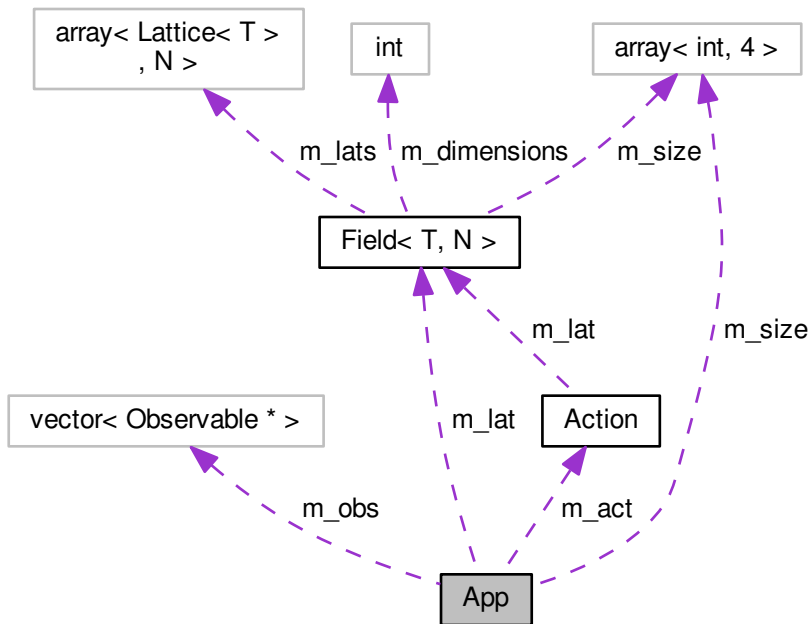 array< Lattice< T >
, N >
int
array< int, 4 >
m_lats
m_dimensions
m_size
Field< T, N >
m_lat
m_size
vector< Observable * >
m_lat
Action
m_obs
m_act
App